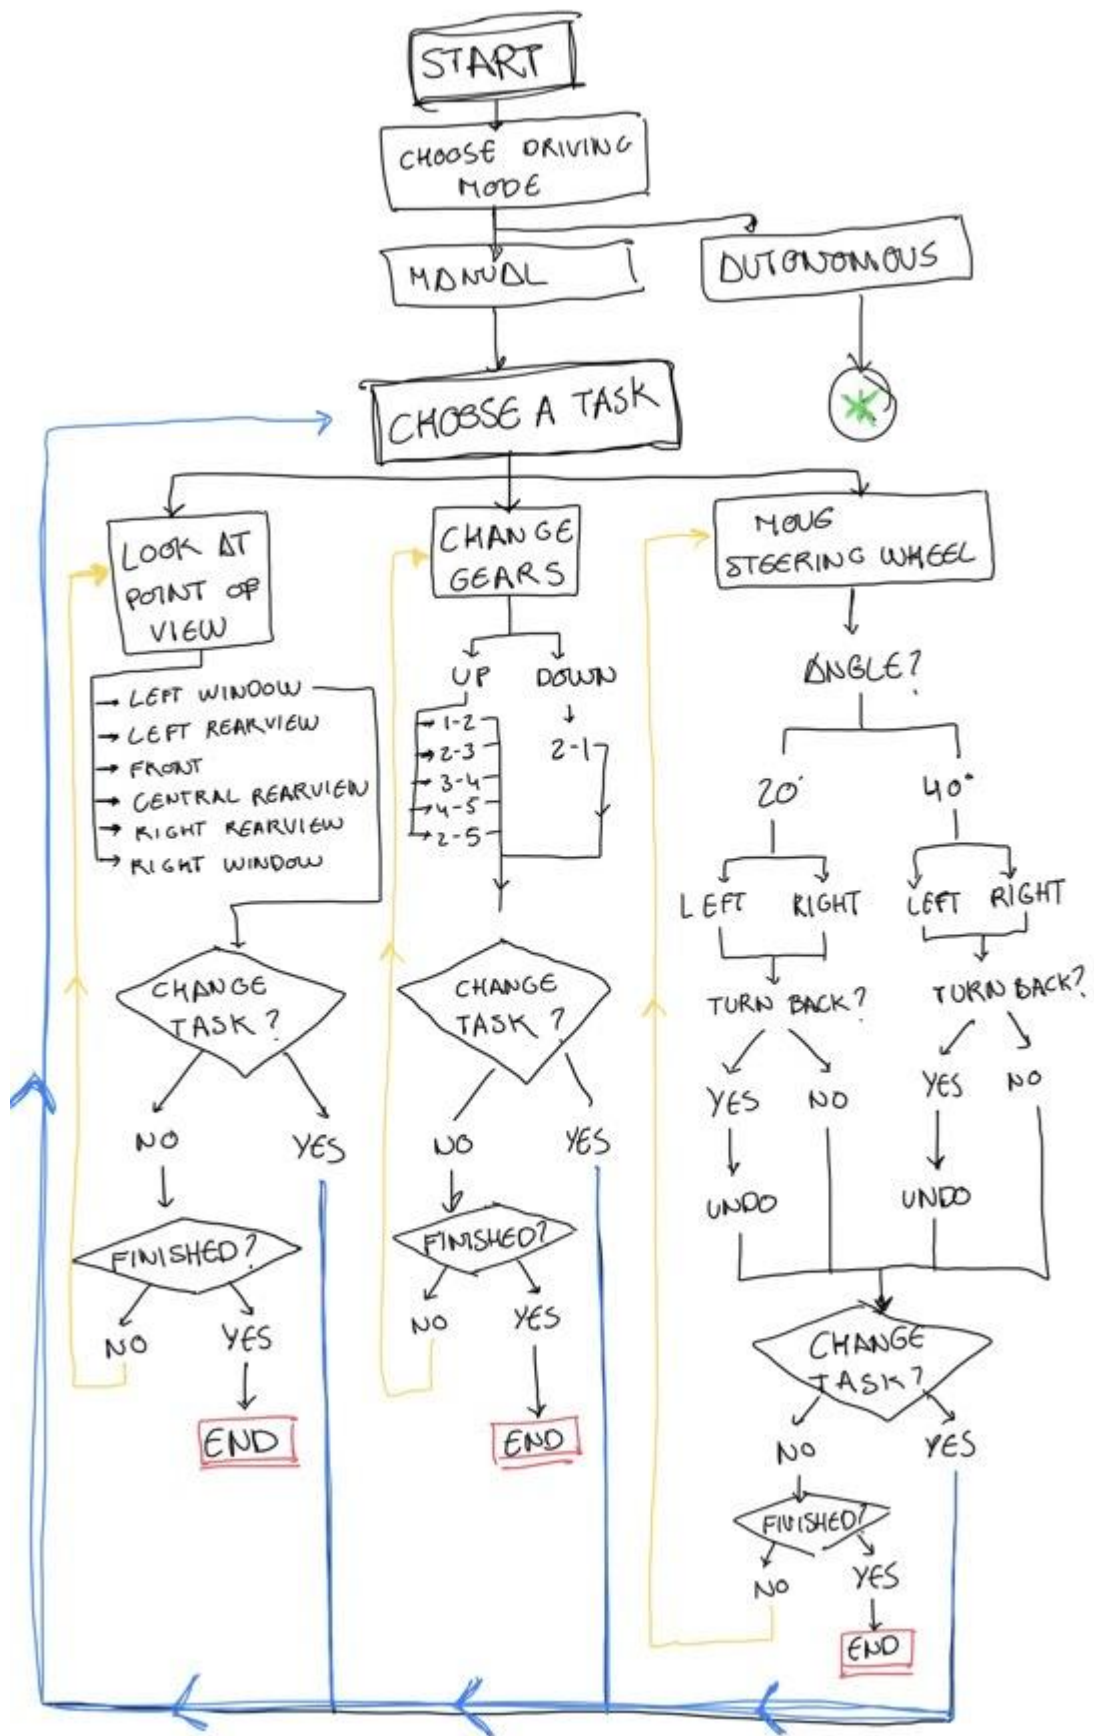 START
CHOOSE DRIVING
MODE
MANUAL
AUTONOMOUS
CHOOSE A TASK
LOOK AT
POINT OF
VIEW
LEFT WINDOW
LEFT REARVIEW
FRONT
CENTRAL REARVIEW
RIGHT REARVIEW
RIGHT WINDOW
CHANGE
TASK?
NO
YES
FINISHED?
NO
YES
END
CHANGE
GEARS
UP
DOWN
1-2
2-3
3-4
4-5
2-5
2-1
CHANGE
TASK?
NO
YES
FINISHED?
NO
YES
END
MOVE
STEERING WHEEL
ANGLE?
20°
40°
LEFT
RIGHT
LEFT
RIGHT
TURN BACK?
TURN BACK?
YES
NO
YES
NO
UNDO
UNDO
CHANGE
TASK?
NO
YES
FINISHED?
NO
YES
END